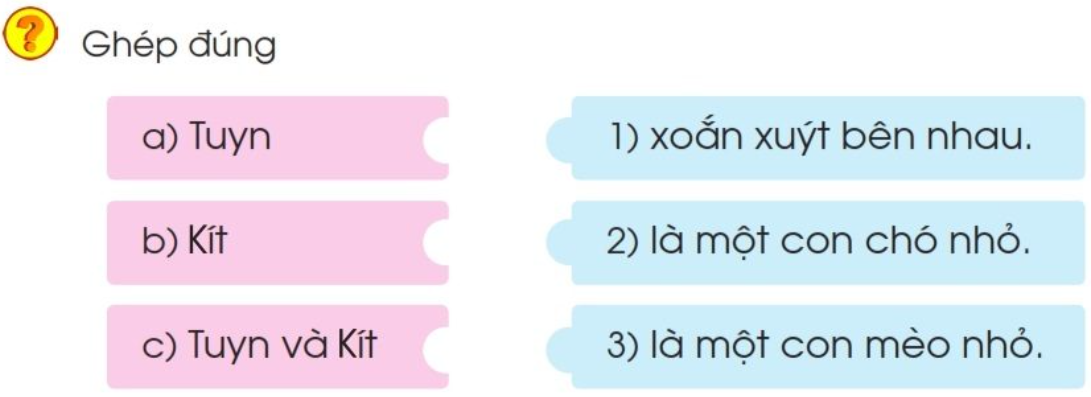 Ghép đúng
a) Tuyn
1) xoắn xuýt bên nhau.
b) Kít
2) là một con chó nhỏ.
c) Tuyn và Kít
3) là một con mèo nhỏ.